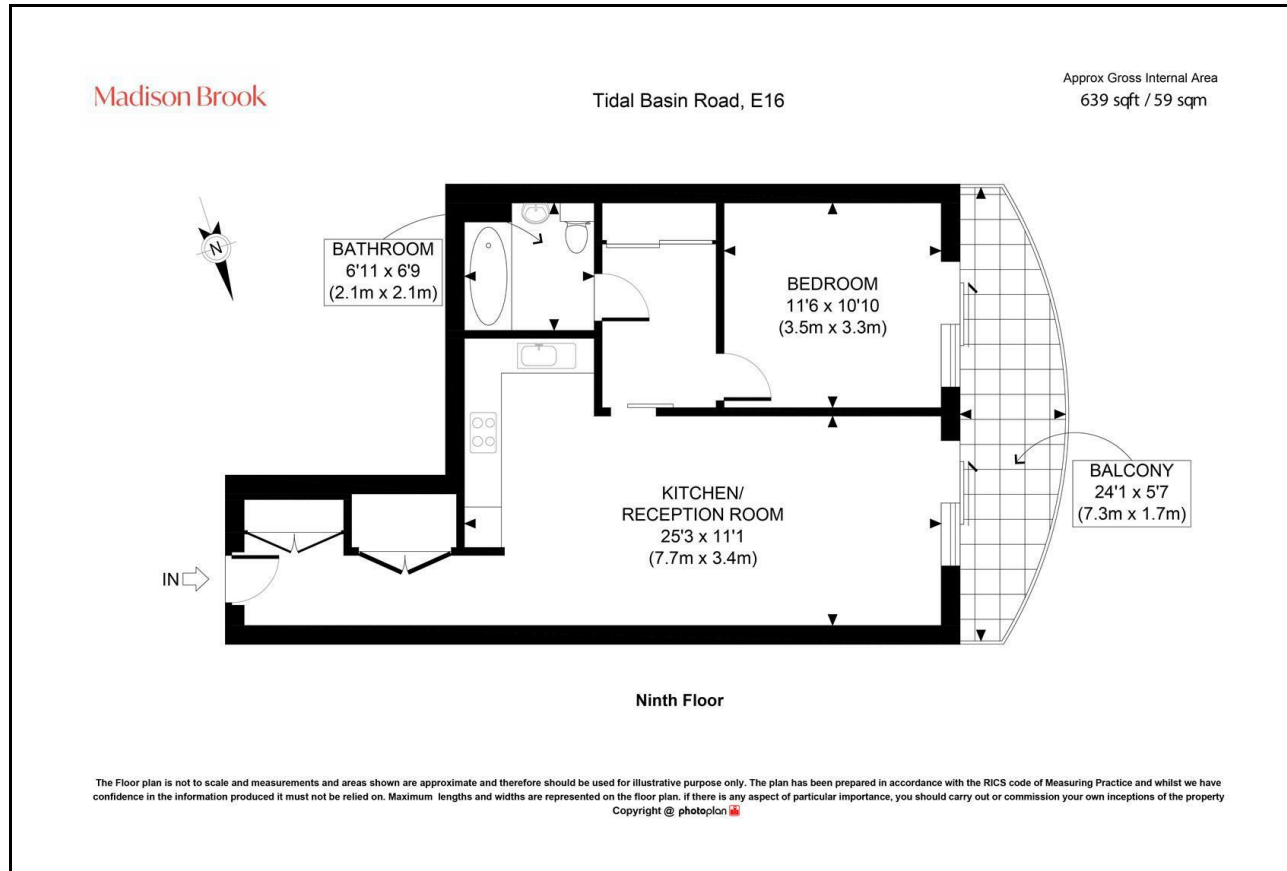 Madison Brook
Tidal Basin Road, E16
Approx Gross Internal Area
639 sqft / 59 sqm
N
BATHROOM
6'11 x 6'9
(2.1m x 2.1m)
BEDROOM
11'6 x 10'10
(3.5m x 3.3m)
KITCHEN/
RECEPTION ROOM
25'3 x 11'1
(7.7m x 3.4m)
BALCONY
24'1 x 5'7
(7.3m x 1.7m)
IN
Ninth Floor
The Floor plan is not to scale and measurements and areas shown are approximate and therefore should be used for illustrative purpose only. The plan has been prepared in accordance with the RICS code of Measuring Practice and whilst we have
confidence in the information produced it must not be relied on. Maximum lengths and widths are represented on the floor plan. if there is any aspect of particular importance, you should carry out or commission your own inceptions of the property
Copyright @ photoplan